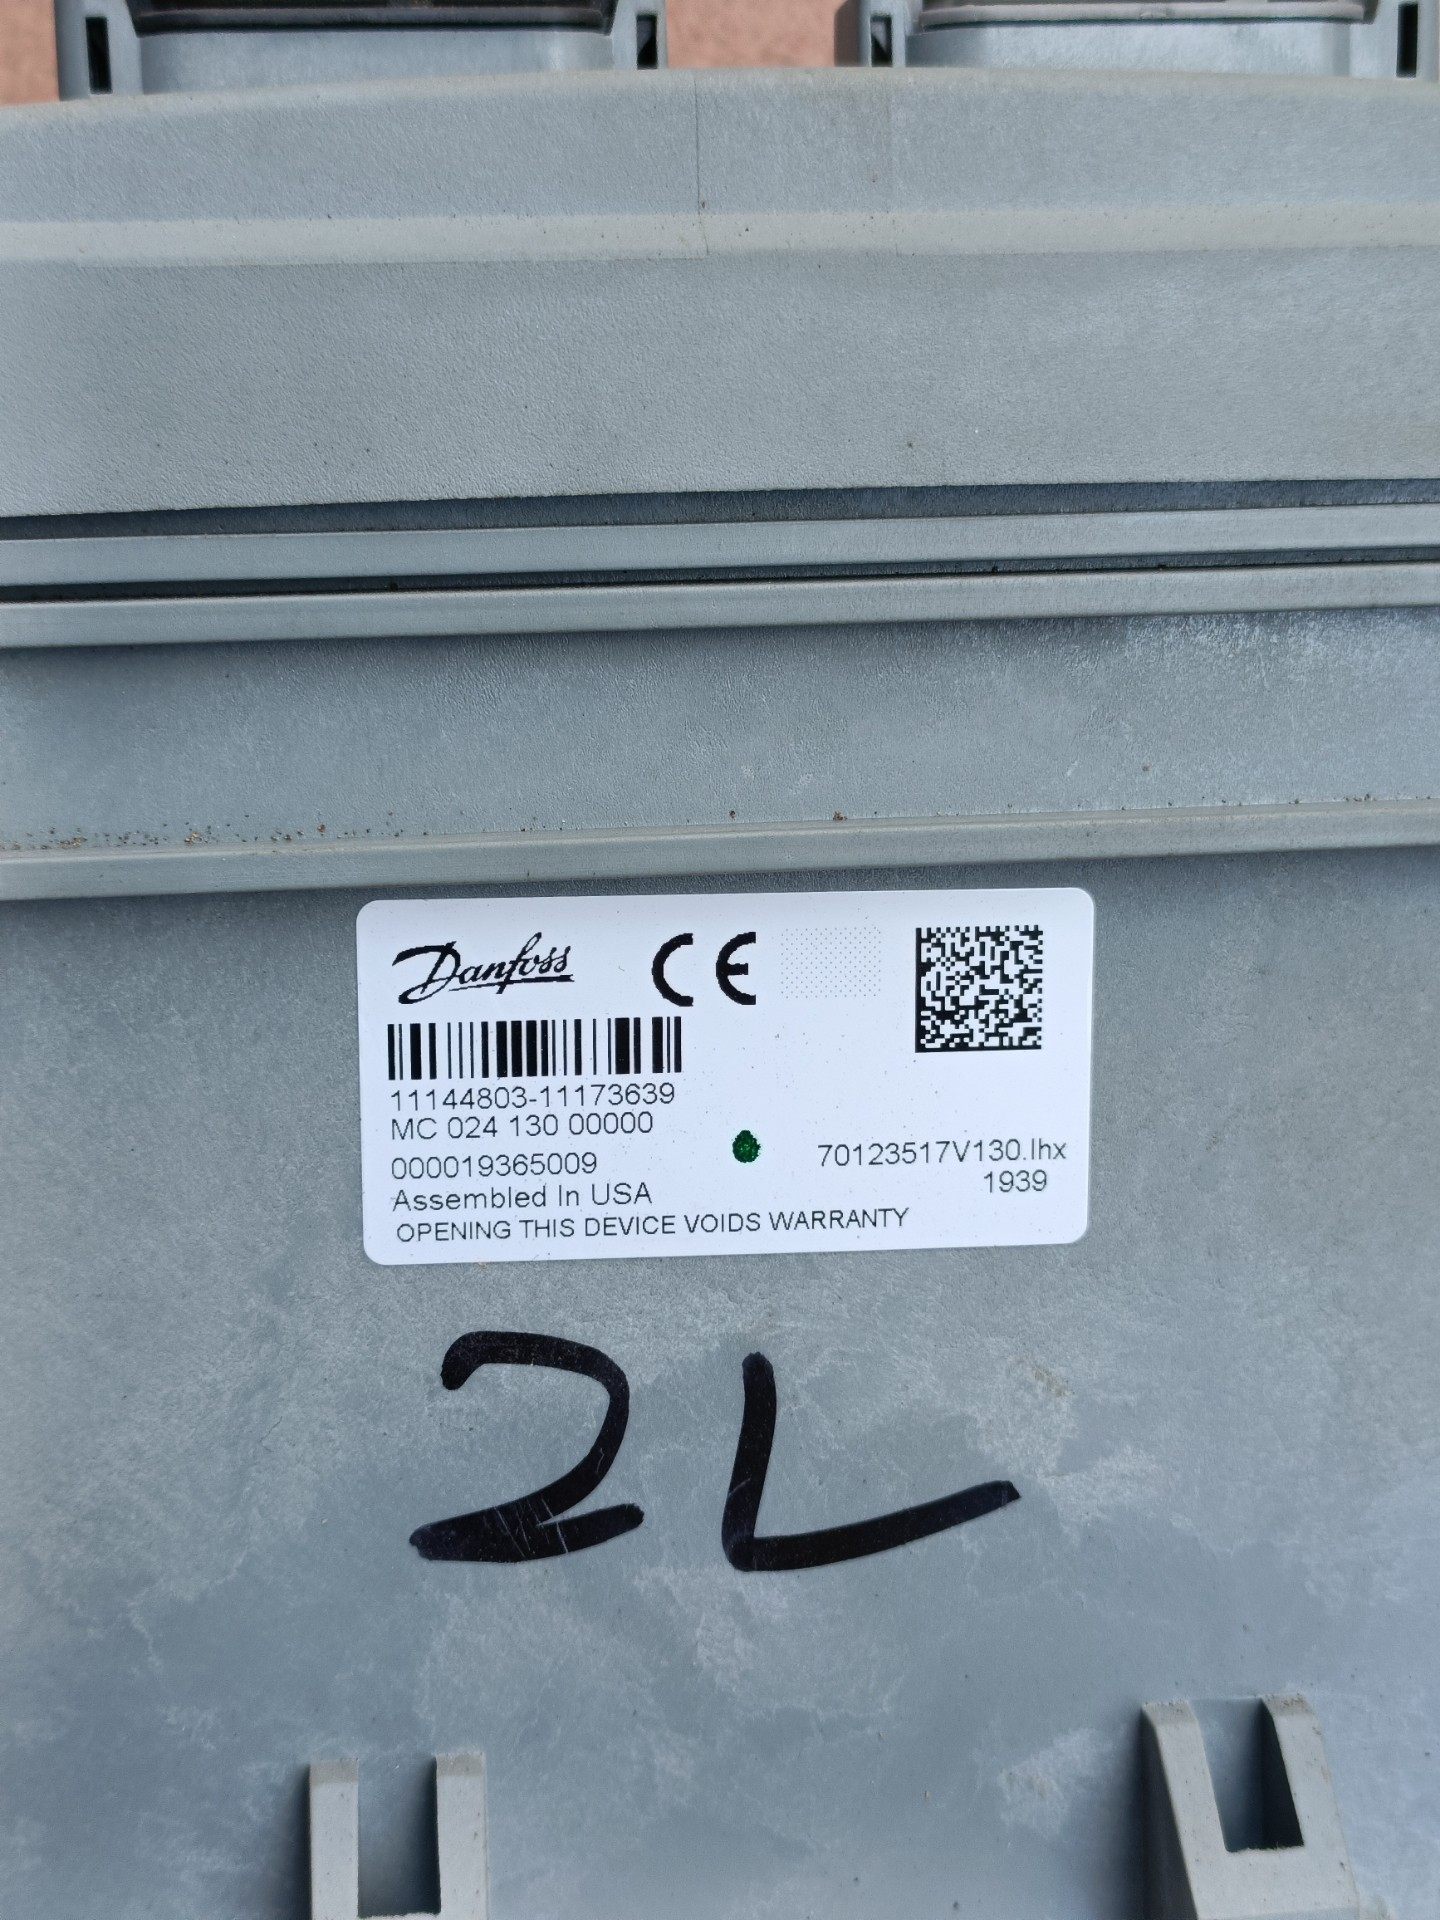 Danfoss CE
11144803-11173639
MC 024 130 00000
000019365009
70123517V130.lhx
Assembled In USA
1939
OPENING THIS DEVICE VOIDS WARRANTY
2L